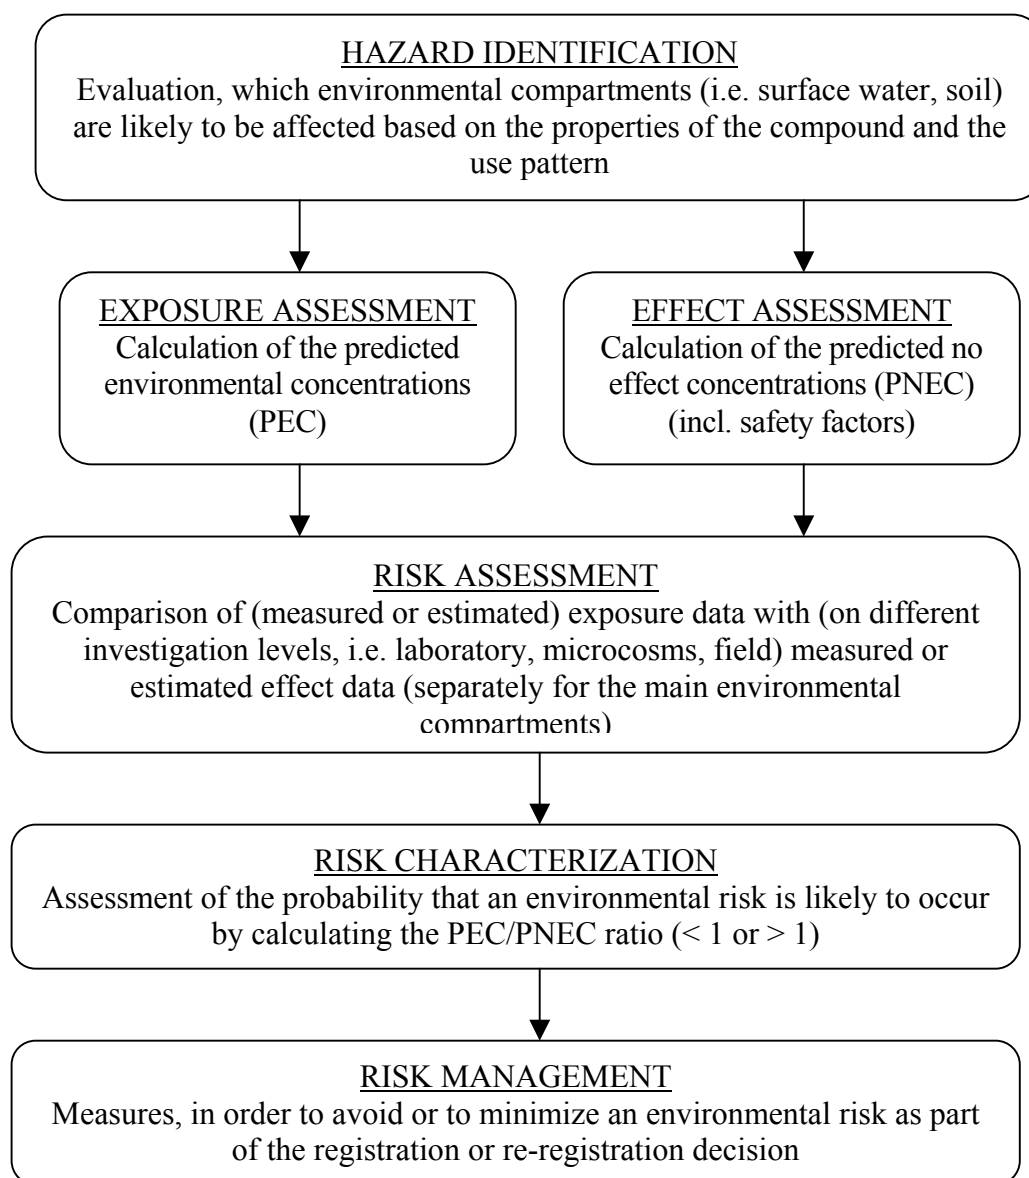 HAZARD IDENTIFICATION
Evaluation, which environmental compartments (i.e. surface water, soil)
are likely to be affected based on the properties of the compound and the
use pattern
EXPOSURE ASSESSMENT
Calculation of the predicted
environmental concentrations
(PEC)
EFFECT ASSESSMENT
Calculation of the predicted no
effect concentrations (PNEC)
(incl. safety factors)
RISK ASSESSMENT
Comparison of (measured or estimated) exposure data with (on different
investigation levels, i.e. laboratory, microcosms, field) measured or
estimated effect data (separately for the main environmental
compartments)
RISK CHARACTERIZATION
Assessment of the probability that an environmental risk is likely to occur
by calculating the PEC/PNEC ratio (< 1 or > 1)
RISK MANAGEMENT
Measures, in order to avoid or to minimize an environmental risk as part
of the registration or re-registration decision